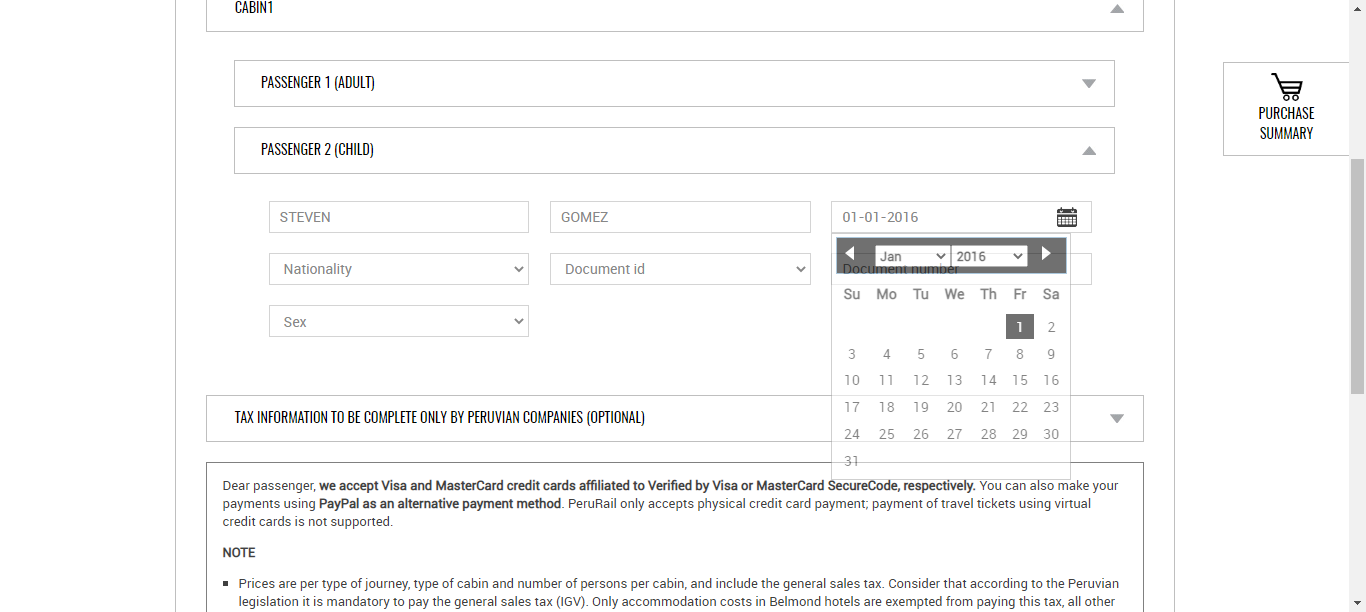 CABIN1
PASSENGER 1 (ADULT)
PURCHASE
SUMMARY
PASSENGER 2 (CHILD)
STEVEN
GOMEZ
01-01-2016
Nationality
Document id
Document number
Jan
2016
Su Mo Tu We Th Fr Sa
1 2
3 4 5 6 7 8 9
10 11 12 13 14 15 16
17 18 19 20 21 22 23
24 25 26 27 28 29 30
31
Sex
TAX INFORMATION TO BE COMPLETE ONLY BY PERUVIAN COMPANIES (OPTIONAL)
Dear passenger, we accept Visa and MasterCard credit cards affiliated to Verified by Visa or MasterCard SecureCode, respectively. You can also make your
payments using PayPal as an alternative payment method. PeruRail only accepts physical credit card payment; payment of travel tickets using virtual
credit cards is not supported.
NOTE
Prices are per type of journey, type of cabin and number of persons per cabin, and include the general sales tax. Consider that according to the Peruvian
legislation it is mandatory to pay the general sales tax (IGV). Only accommodation costs in Belmond hotels are exempted from paying this tax, all other